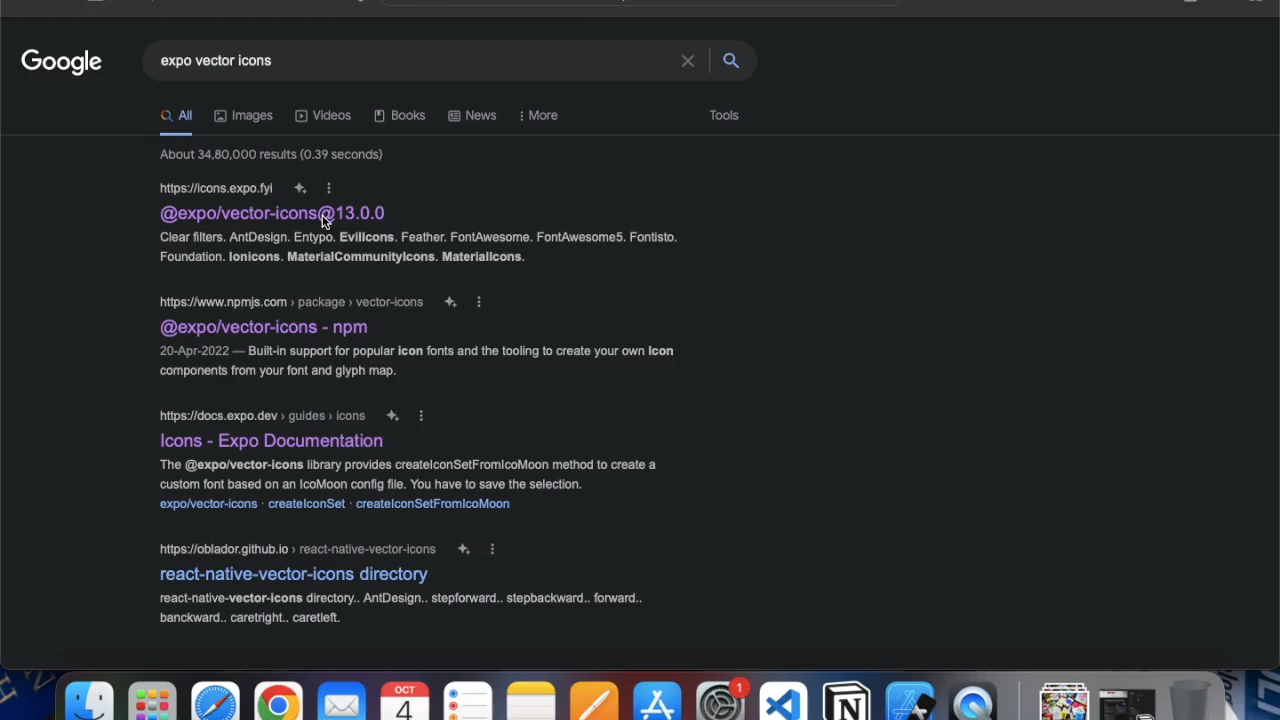 Google
expo vector icons
All Images Videos Books News More Tools
About 34,80,000 results (0.39 seconds)
https://icons.expo.fyi
@expo/vector-icons@13.0.0
Clear filters. AntDesign. Entypo. EvilIcons. Feather. FontAwesome. FontAwesome5. Fontisto.
Foundation. Ionicons. MaterialCommunityIcons. MaterialIcons.
https://www.npmjs.com › package › vector-icons
@expo/vector-icons - npm
20-Apr-2022 — Built-in support for popular icon fonts and the tooling to create your own Icon
components from your font and glyph map.
https://docs.expo.dev › guides › icons
Icons - Expo Documentation
The @expo/vector-icons library provides createIconSetFromIcoMoon method to create a
custom font based on an IcoMoon config file. You have to save the selection.
expo/vector-icons · createIconSet · createIconSetFromIcoMoon
https://oblador.github.io › react-native-vector-icons
react-native-vector-icons directory
react-native-vector-icons directory.. AntDesign.. stepforward.. stepbackward.. forward..
banckward.. caretright.. caretleft.
OCT
4
1